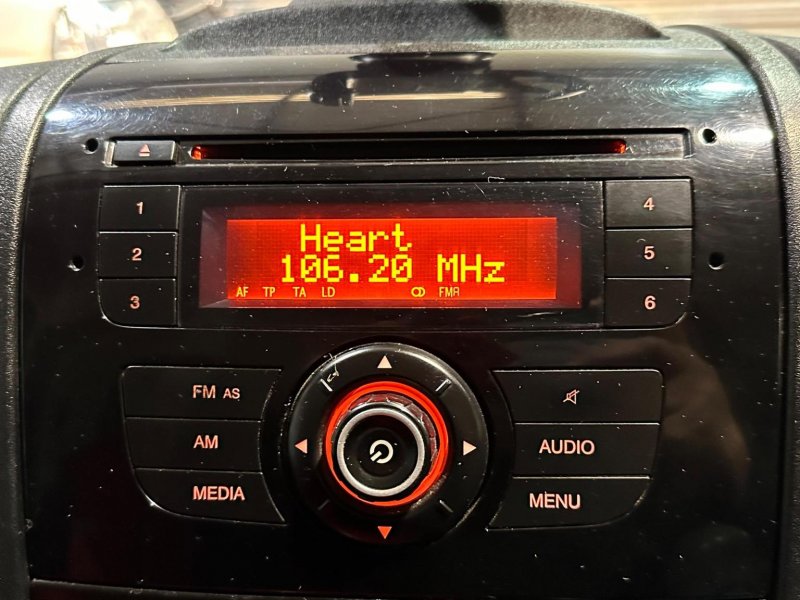 1
2
3
4
5
6
Heart
106.20 MHz
AF TP TA LD FMA
FM AS
AM
MEDIA
AUDIO
MENU